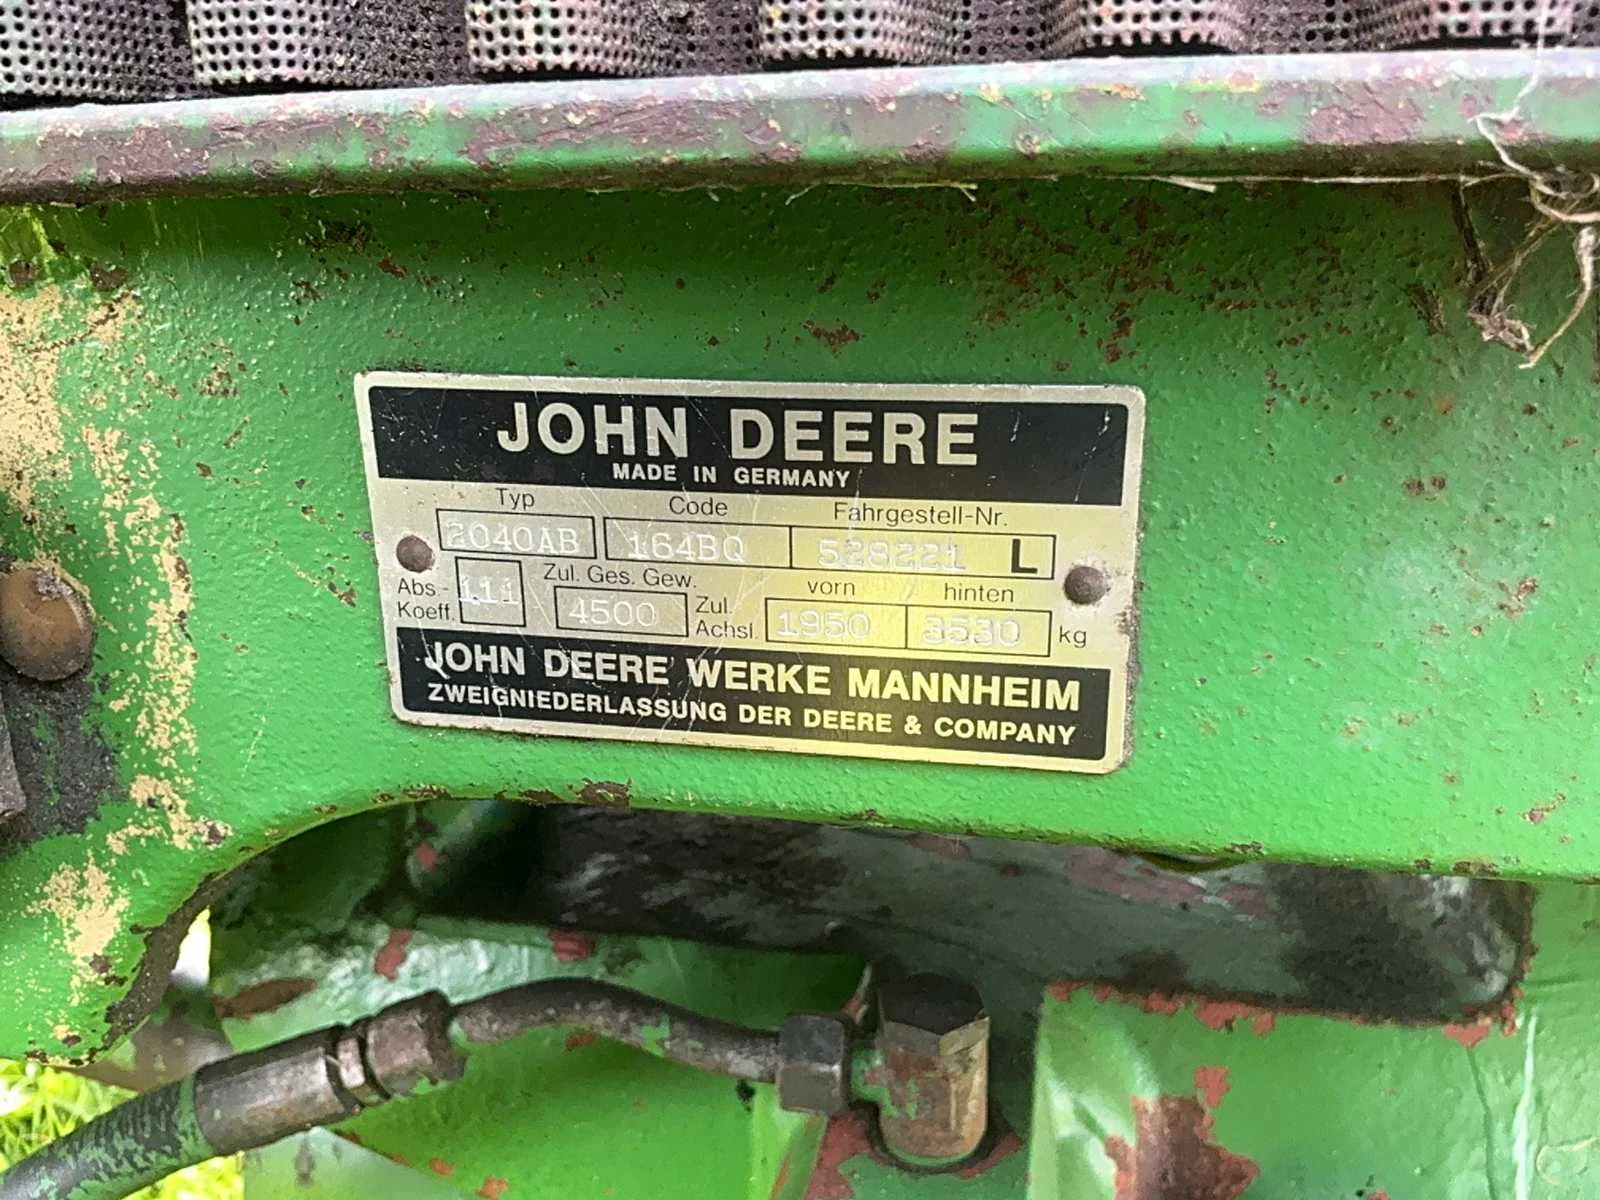 JOHN DEERE
MADE IN GERMANY
Typ Code Fahrgestell-Nr.
2040AB 164BQ 528221 L
Abs.- Koeff. 111 Zul. Ges. Gew. 4500 Zul. Achsl. vorn 1950 hinten 3530 kg
JOHN DEERE WERKE MANNHEIM
ZWEIGNIEDERLASSUNG DER DEERE & COMPANY